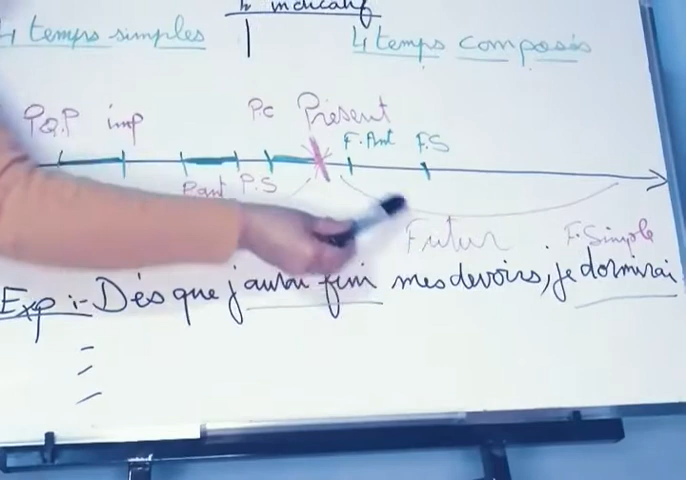 indicatif
4 temps simples 4 temps composés
P.Q.P imp P.C Présent F.Ant F.S
P.ant P.S
Futur F.Simple
Exp :- Dés que j'aurai fini mes devoirs, je dormirai